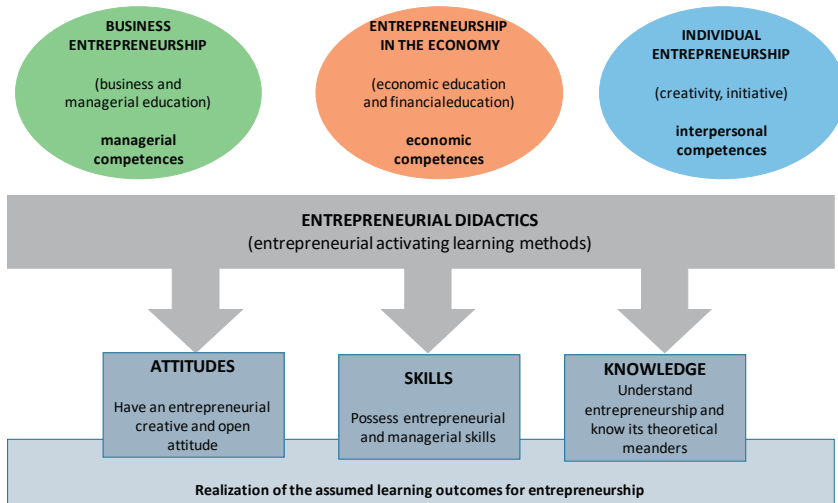 BUSINESS
ENTREPRENEURSHIP
(business and
managerial education)
managerial
competences
ENTREPRENEURSHIP
IN THE ECONOMY
(economic education
and financialeducation)
economic
competences
INDIVIDUAL
ENTREPRENEURSHIP
(creativity, initiative)
interpersonal
competences
ENTREPRENEURIAL DIDACTICS
(entrepreneurial activating learning methods)
ATTITUDES
Have an entrepreneurial
creative and open
attitude
SKILLS
Possess entrepreneurial
and managerial skills
KNOWLEDGE
Understand
entrepreneurship and
know its theoretical
meanders
Realization of the assumed learning outcomes for entrepreneurship